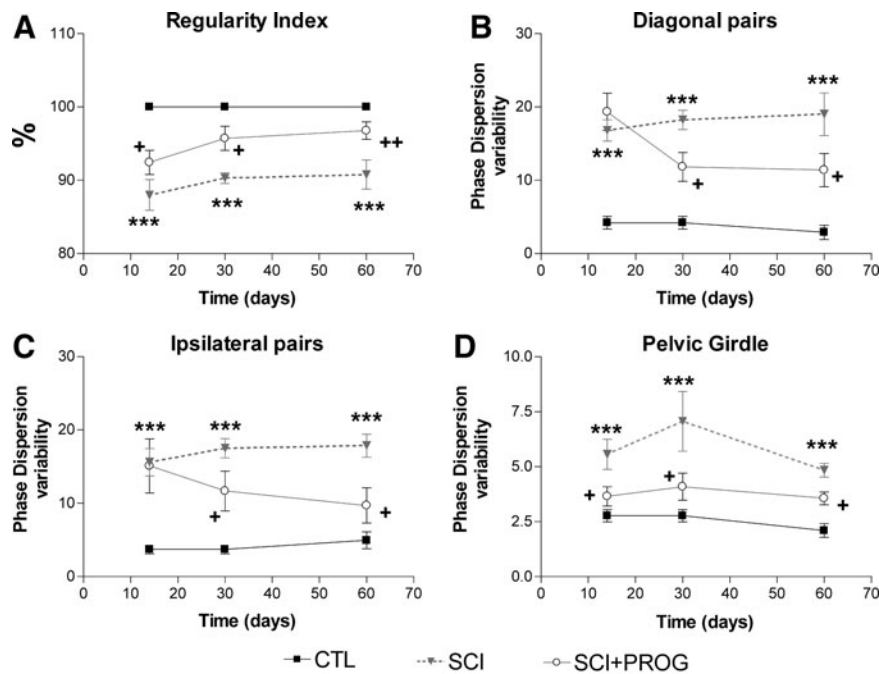 A Regularity Index
110
100
90
80
%
0 10 20 30 40 50 60 70
Time (days)
+ + ++
*** *** ***
B Diagonal pairs
30
20
10
0
Phase Dispersion
variability
0 10 20 30 40 50 60 70
Time (days)
*** *** ***
+ +
C Ipsilateral pairs
30
20
10
0
Phase Dispersion
variability
0 10 20 30 40 50 60 70
Time (days)
*** *** ***
+ +
D Pelvic Girdle
10.0
7.5
5.0
2.5
0.0
Phase Dispersion
variability
0 10 20 30 40 50 60 70
Time (days)
*** *** ***
+ + +
CTL SCI SCI+PROG